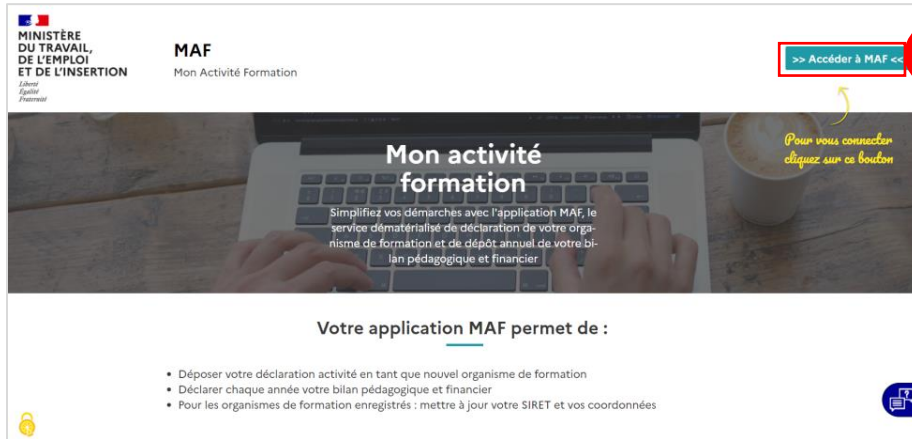 MINISTÈRE
DU TRAVAIL,
DE L'EMPLOI
ET DE L'INSERTION
Liberté
Égalité
Fraternité
MAF
Mon Activité Formation
>> Accéder à MAF <<
Pour vous connecter
cliquez sur ce bouton
Mon activité
formation
Simplifiez vos démarches avec l'application MAF, le
service dématérialisé de déclaration de votre orga-
nisme de formation et de dépôt annuel de votre bi-
lan pédagogique et financier
Votre application MAF permet de :
• Déposer votre déclaration activité en tant que nouvel organisme de formation
• Déclarer chaque année votre bilan pédagogique et financier
• Pour les organismes de formation enregistrés : mettre à jour votre SIRET et vos coordonnées